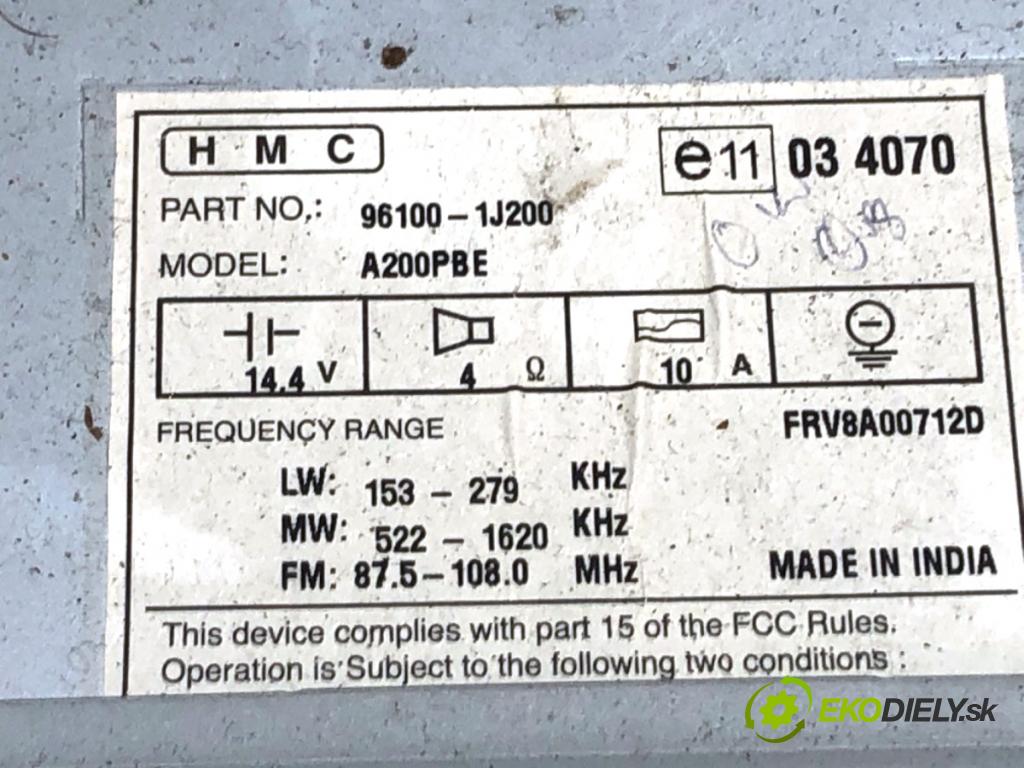 H M C
e11 03 4070
PART NO,: 96100-1J200
MODEL: A200PBE
14.4 V 4 Ω 10 A
FREQUENCY RANGE FRV8A00712D
LW: 153 - 279 KHz
MW: 522 - 1620 KHz
FM: 87.5-108.0 MHz MADE IN INDIA
This device complies with part 15 of the FCC Rules.
Operation is Subject to the following two conditions :
EKODIELY.sk